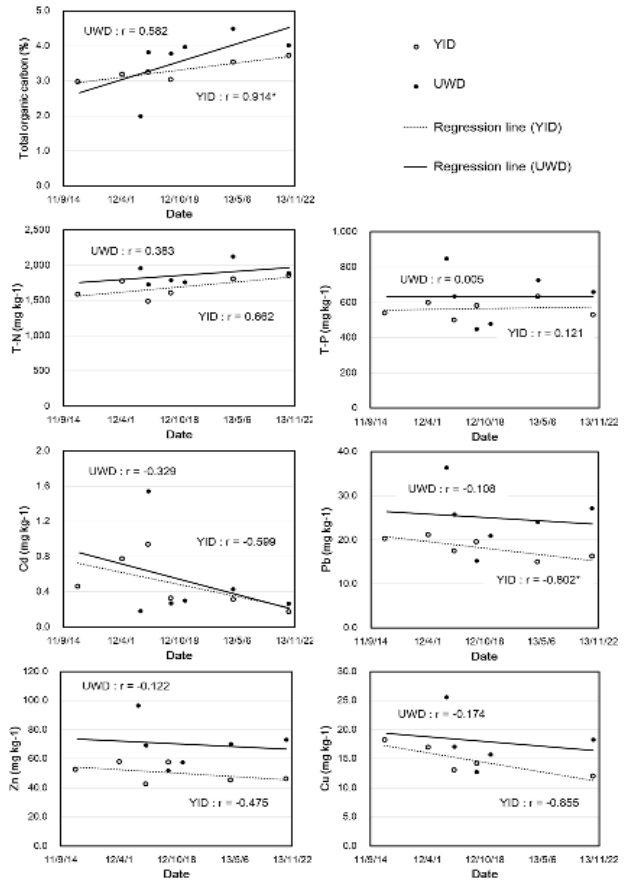 Total organic carbon (%)
6.0
5.0
4.0
3.0
2.0
1.0
0.0
UWD : r = 0.582
YID : r = 0.914*
11/9/14 12/4/1 12/10/18 13/5/6 13/11/22
Date
YID
UWD
Regression line (YID)
Regression line (UWD)
T-N (mg kg-1)
2,500
2,000
1,500
1,000
500
0
UWD : r = 0.383
YID : r = 0.662
11/9/14 12/4/1 12/10/18 13/5/6 13/11/22
Date
T-P (mg kg-1)
1,000
800
600
400
200
0
UWD : r = 0.005
YID : r = 0.121
11/9/14 12/4/1 12/10/18 13/5/6 13/11/22
Date
Cd (mg kg-1)
2.0
1.6
1.2
0.8
0.4
0.0
UWD : r = -0.329
YID : r = -0.599
11/9/14 12/4/1 12/10/18 13/5/6 13/11/22
Date
Pb (mg kg-1)
40.0
30.0
20.0
10.0
0.0
UWD : r = -0.108
YID : r = -0.802*
11/9/14 12/4/1 12/10/18 13/5/6 13/11/22
Date
Zn (mg kg-1)
120.0
100.0
80.0
60.0
40.0
20.0
0.0
UWD : r = -0.122
YID : r = -0.475
11/9/14 12/4/1 12/10/18 13/5/6 13/11/22
Date
Cu (mg kg-1)
30.0
25.0
20.0
15.0
10.0
5.0
0.0
UWD : r = -0.174
YID : r = -0.855
11/9/14 12/4/1 12/10/18 13/5/6 13/11/22
Date